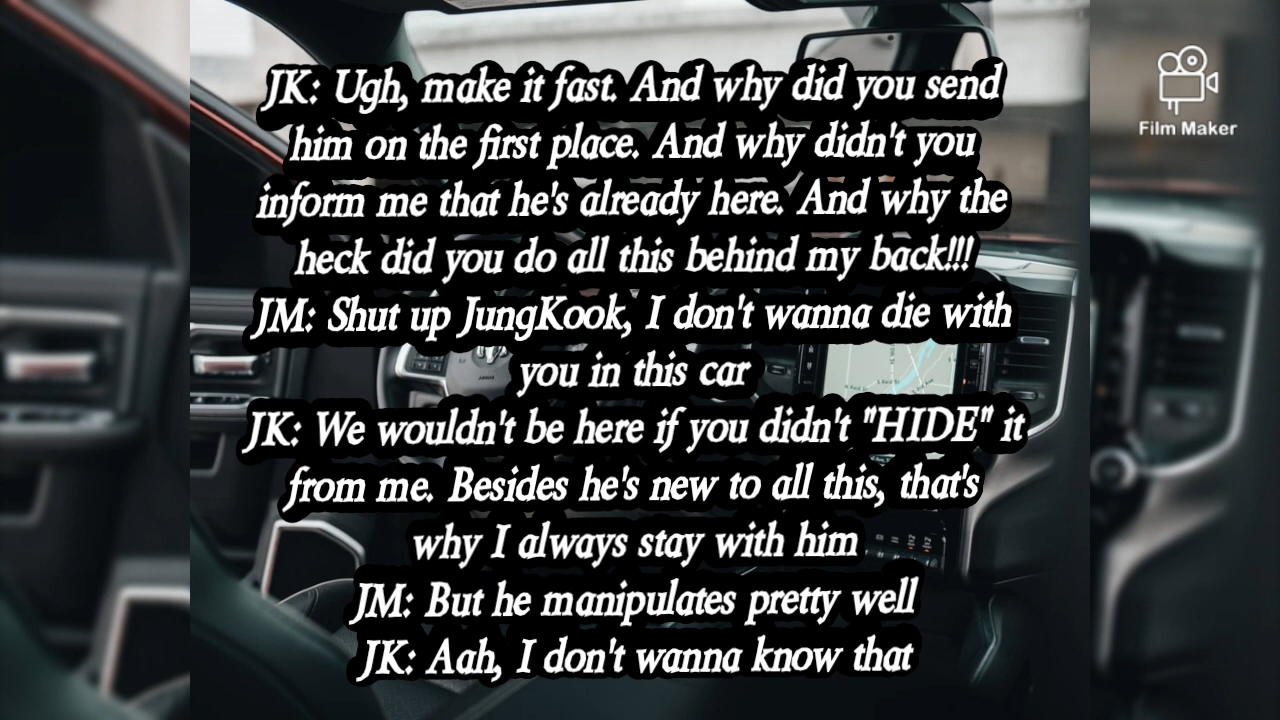 JK: Ugh, make it fast. And why did you send
him on the first place. And why didn't you
inform me that he's already here. And why the
heck did you do all this behind my back!!!
JM: Shut up JungKook, I don't wanna die with
you in this car
JK: We wouldn't be here if you didn't "HIDE" it
from me. Besides he's new to all this, that's
why I always stay with him
JM: But he manipulates pretty well
JK: Aah, I don't wanna know that
Film Maker